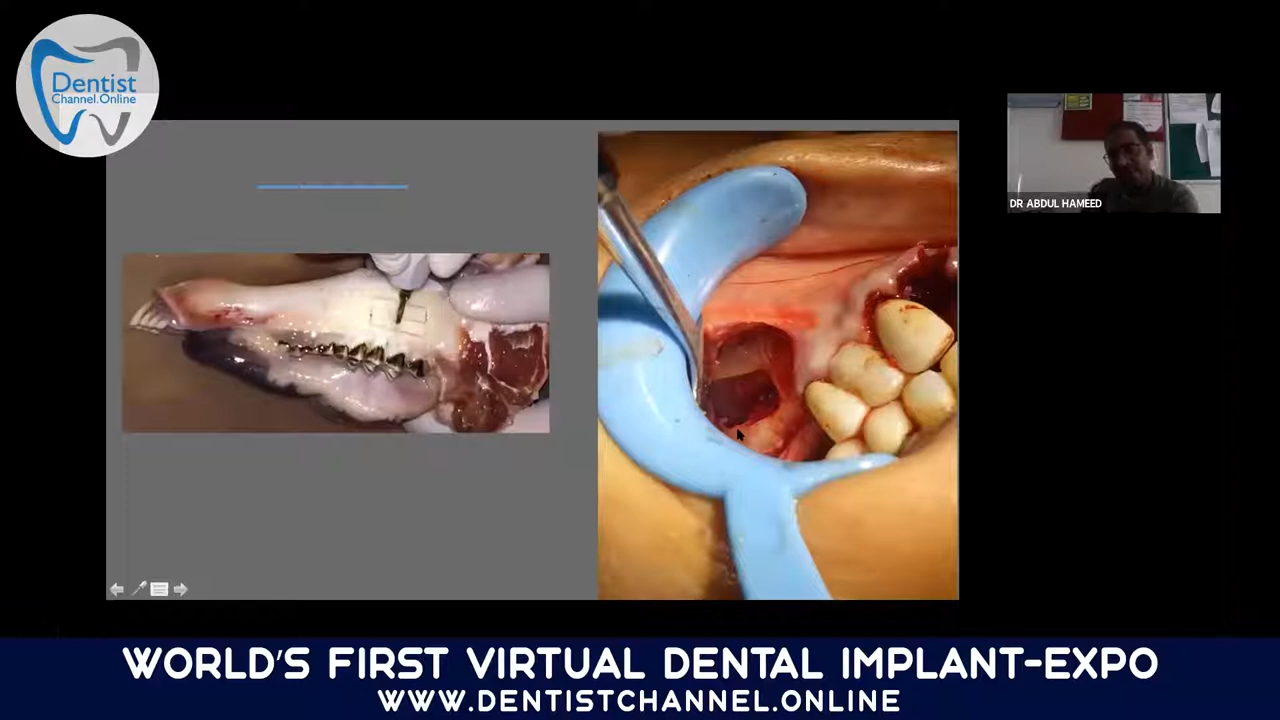 Dentist
Channel.Online
DR ABDUL HAMEED
WORLD'S FIRST VIRTUAL DENTAL IMPLANT-EXPO
WWW.DENTISTCHANNEL.ONLINE